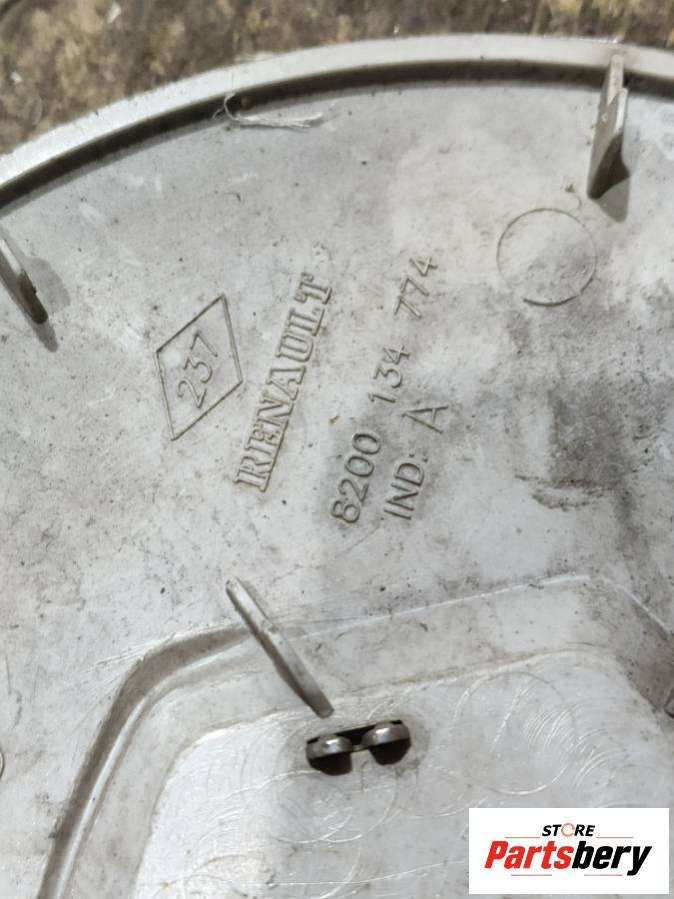 237
RENAULT
8200 134 774
IND: A
STORE
Partsbery